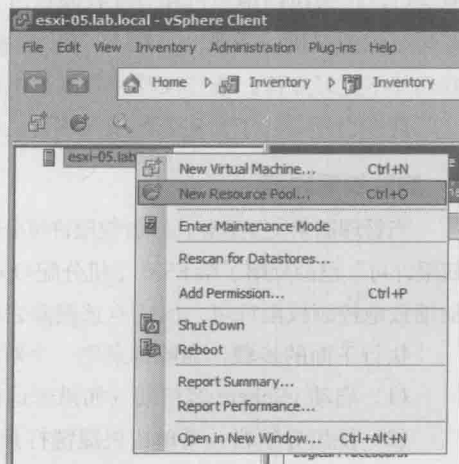 esxi-05.lab.local - vSphere Client
File Edit View Inventory Administration Plug-ins Help
Home Inventory Inventory
esxi-05.lab
New Virtual Machine... Ctrl+N
New Resource Pool... Ctrl+O
Enter Maintenance Mode
Rescan for Datastores...
Add Permission... Ctrl+P
Shut Down
Reboot
Report Summary...
Report Performance...
Open in New Window... Ctrl+Alt+N